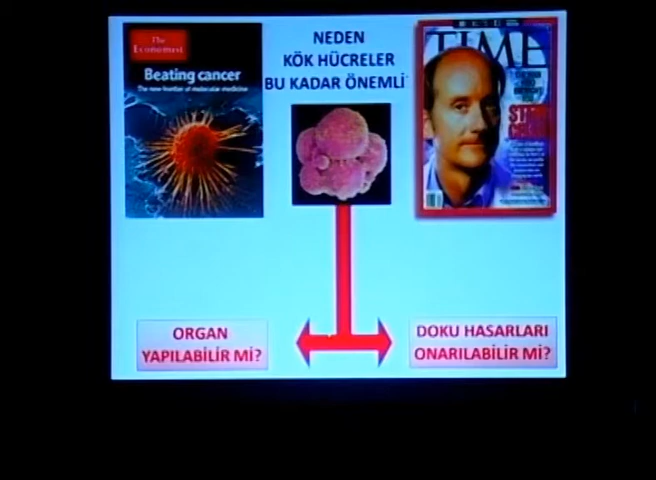 The
Economist
Beating cancer
The new frontier of molecular medicine
NEDEN
KÖK HÜCRELER
BU KADAR ÖNEMLİ
TIME
ORGAN
YAPILABİLİR Mİ?
DOKU HASARLARI
ONARILABİLİR Mİ?